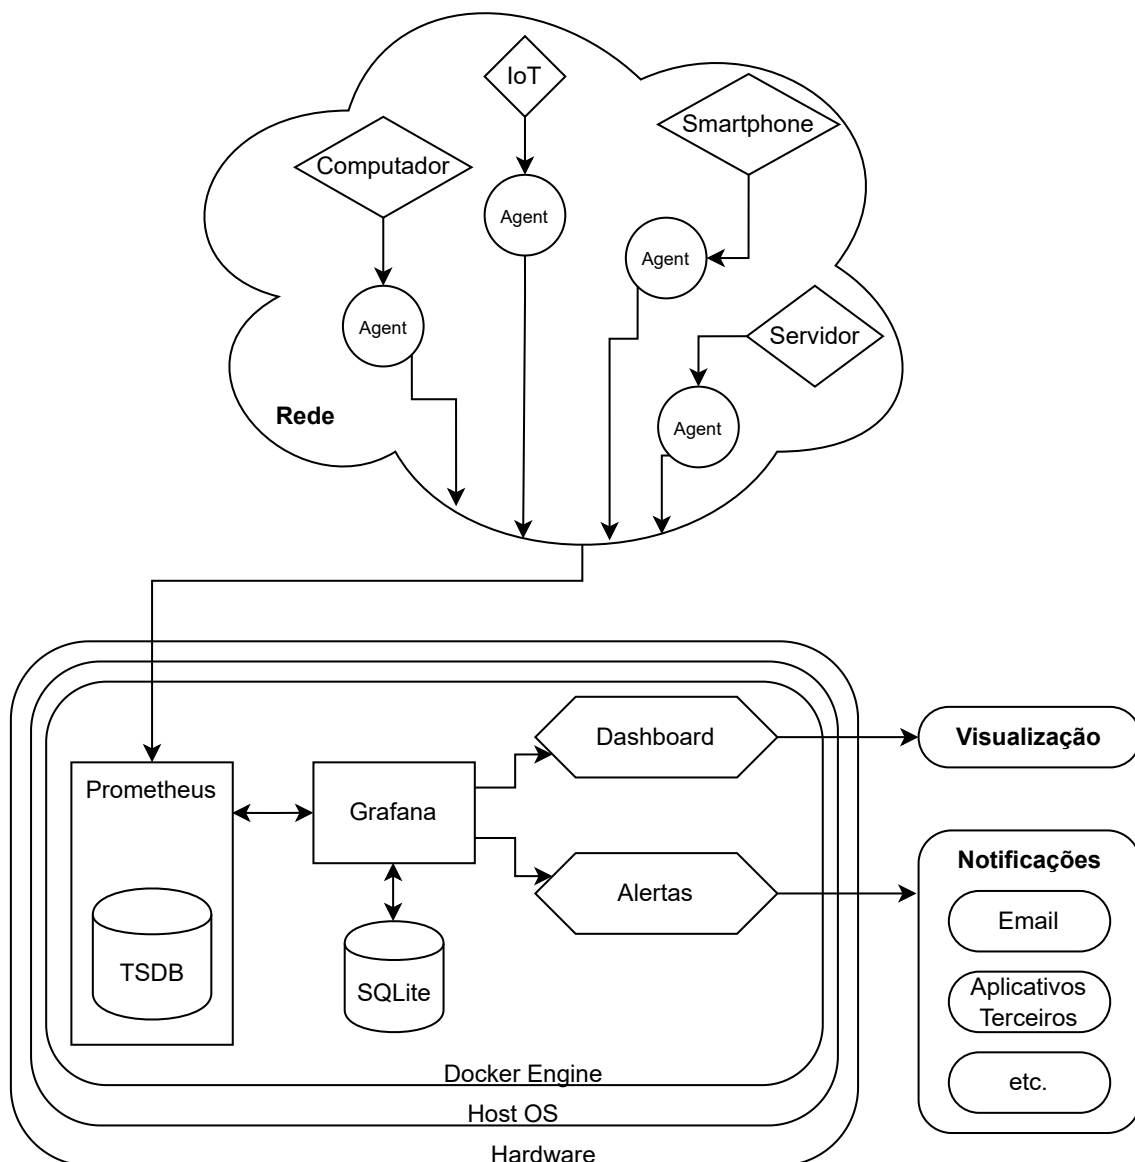 IoT
Smartphone
Computador
Agent
Agent
Agent
Servidor
Rede
Agent
Prometheus
TSDB
Grafana
SQLite
Dashboard
Alertas
Visualização
Notificações
Email
Aplicativos
Terceiros
etc.
Docker Engine
Host OS
Hardware